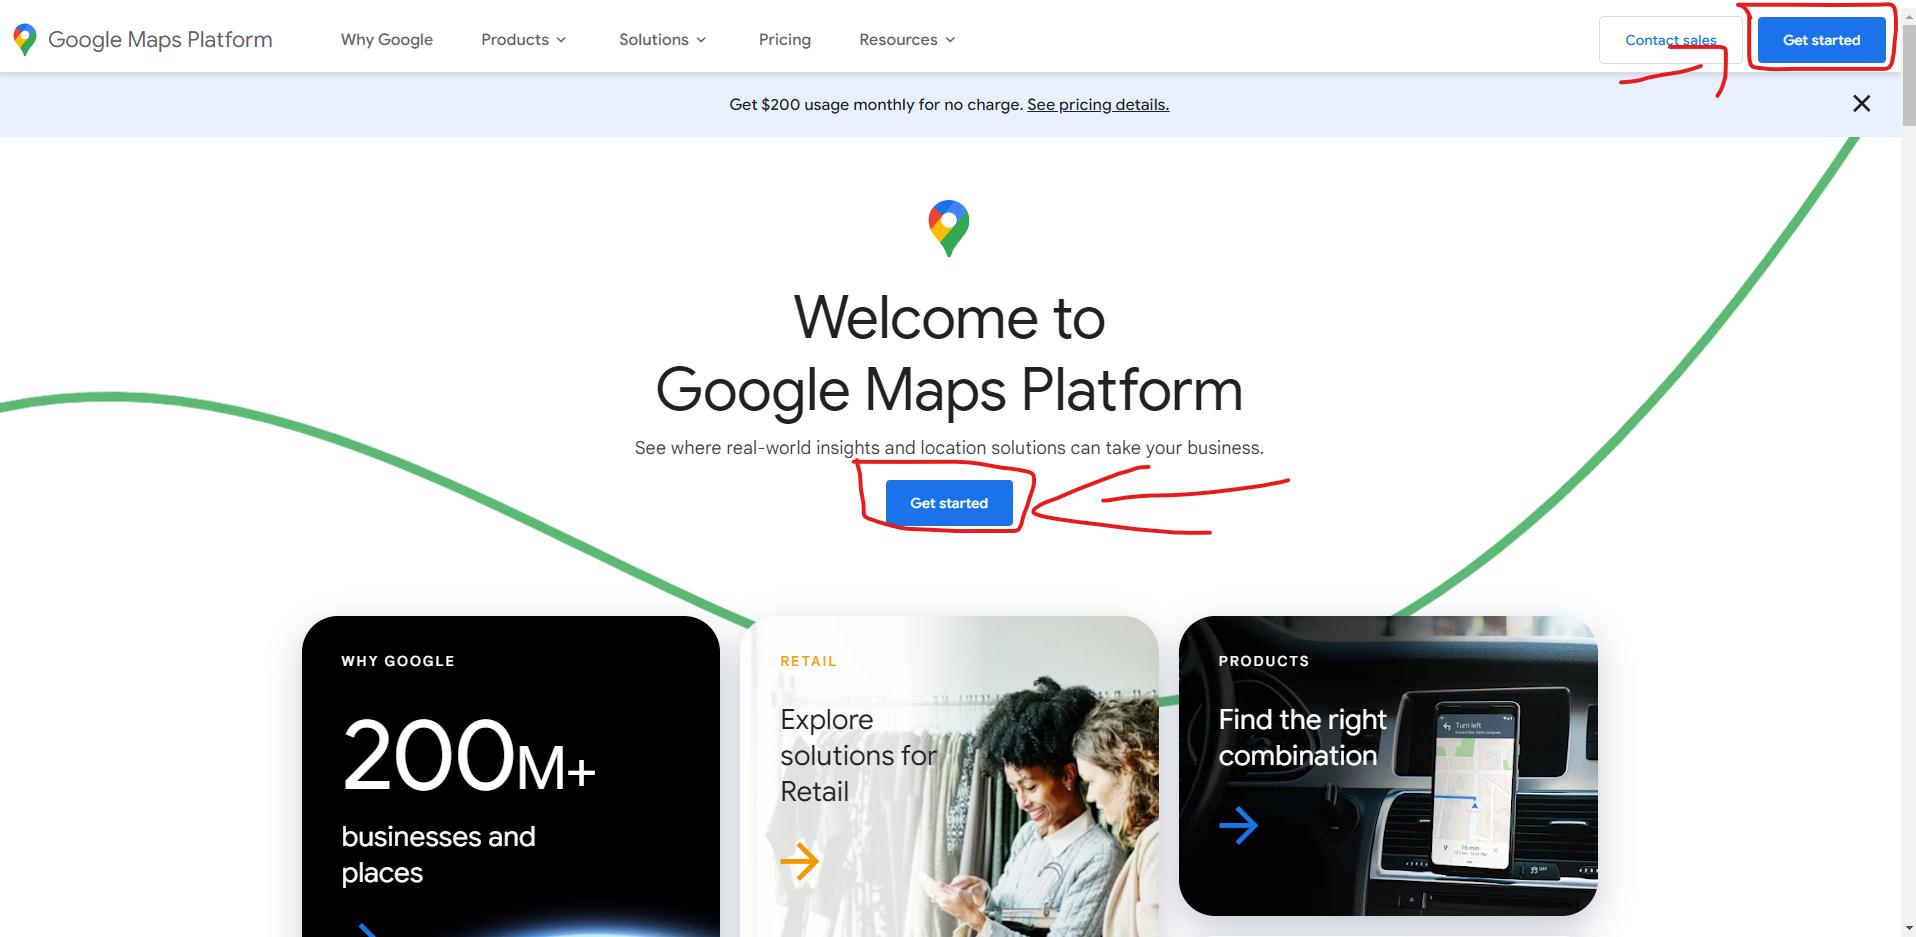 Google Maps Platform
Why Google
Products
Solutions
Pricing
Resources
Contact sales
Get started
Get $200 usage monthly for no charge. See pricing details.
Welcome to
Google Maps Platform
See where real-world insights and location solutions can take your business.
Get started
WHY GOOGLE
200M+
businesses and
places
RETAIL
Explore
solutions for
Retail
PRODUCTS
Find the right
combination
Turn left
16 min
OFF